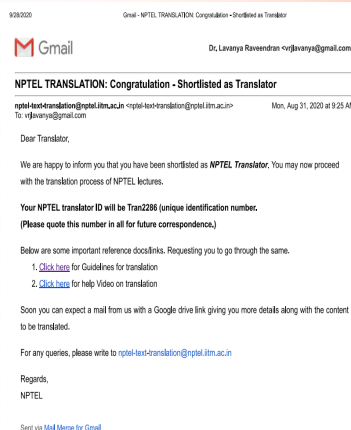 9/28/2020 Gmail - NPTEL TRANSLATION: Congratulation - Shortlisted as Translator
Gmail Dr, Lavanya Raveendran <vrjlavanya@gmail.com
NPTEL TRANSLATION: Congratulation - Shortlisted as Translator
nptel-text-translation@nptel.iitm.ac.in <nptel-text-translation@nptel.iitm.ac.in> Mon, Aug 31, 2020 at 9:25 AM
To: vrjlavanya@gmail.com
Dear Translator,
We are happy to inform you that you have been shortlisted as NPTEL Translator, You may now proceed
with the translation process of NPTEL lectures.
Your NPTEL translator ID will be Tran2286 (unique identification number.
(Please quote this number in all for future correspondence,)
Below are some important reference docs/links. Requesting you to go through the same.
1. Click here for Guidelines for translation
2. Click here for help Video on translation
Soon you can expect a mail from us with a Google drive link giving you more details along with the content
to be translated.
For any queries, please write to nptel-text-translation@nptel.iitm.ac.in
Regards,
NPTEL
Sent via Mail Merge for Gmail